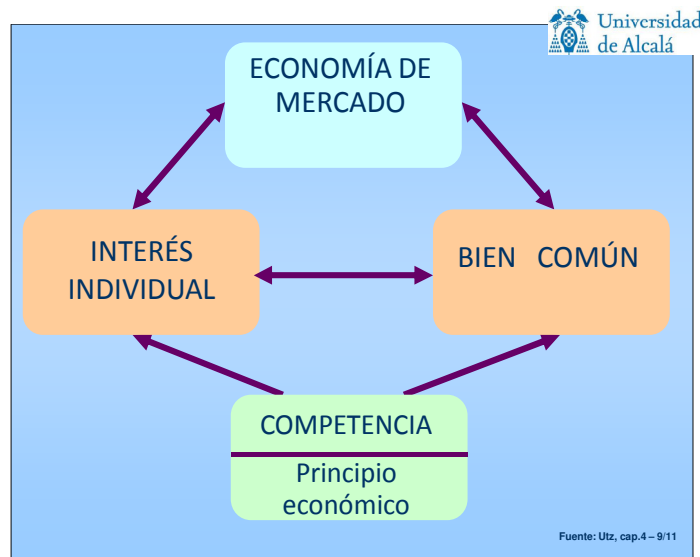 Universidad
de Alcalá
ECONOMÍA DE
MERCADO
INTERÉS
INDIVIDUAL
BIEN COMÚN
COMPETENCIA
Principio
económico
Fuente: Utz, cap.4 – 9/11